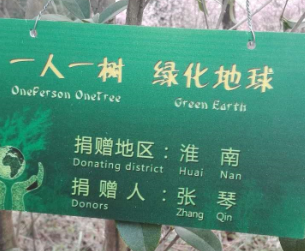 一人一树 绿化地球
OnePerson OneTree Green Earth
捐赠地区：淮 南
Donating district Huai Nan
捐 赠 人：张 琴
Donors Zhang Qin